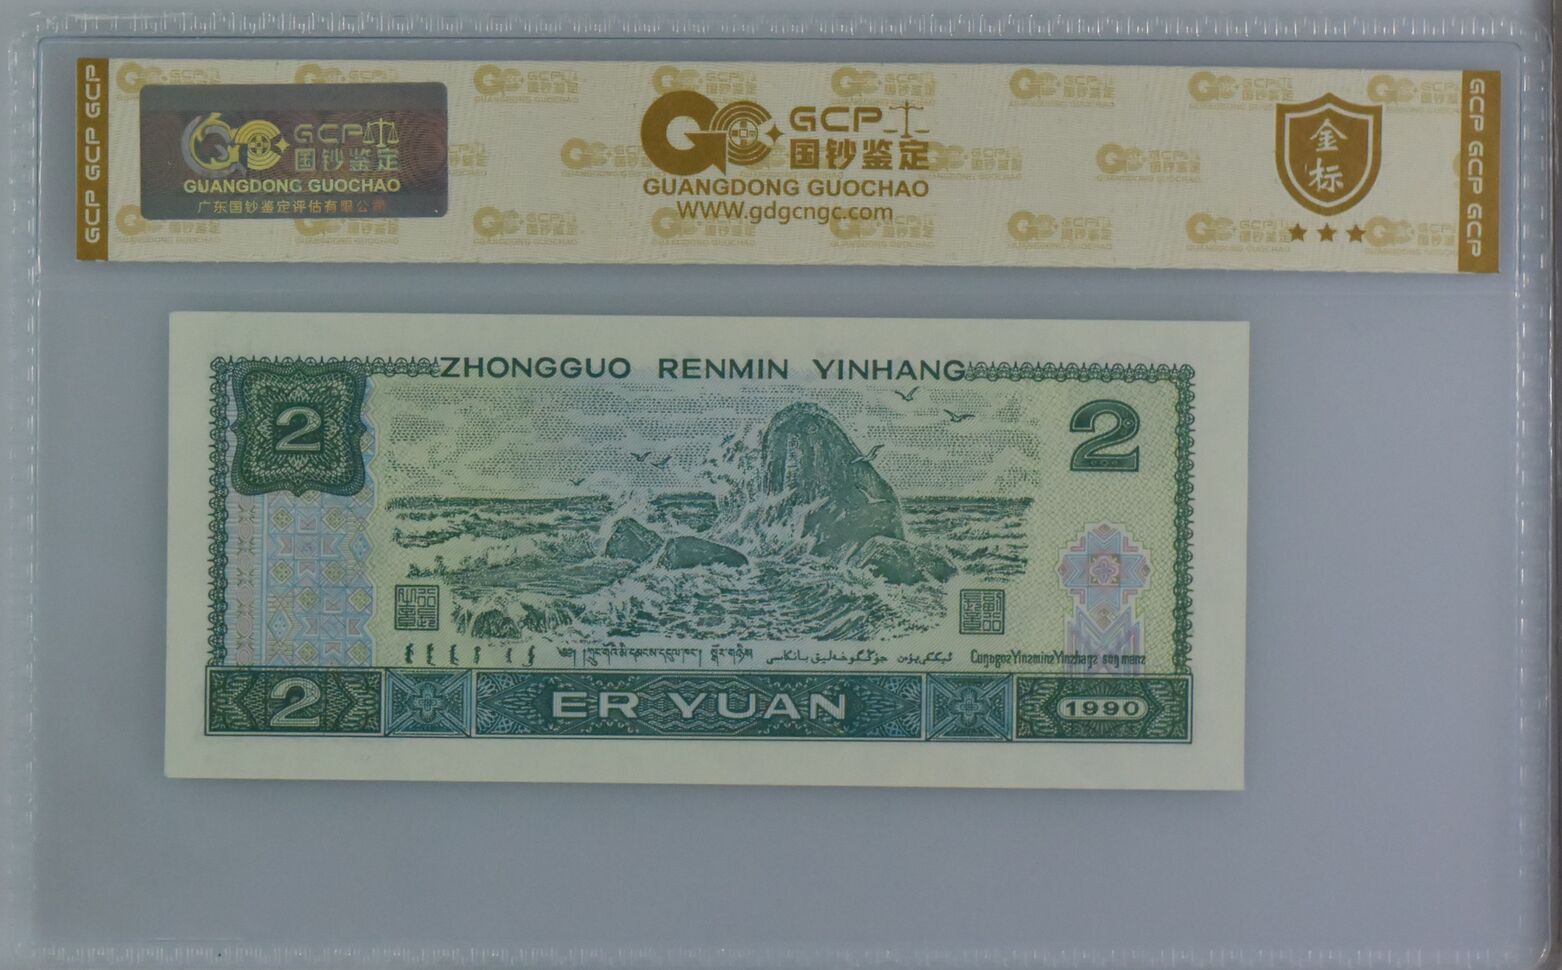 GCP GCP GCP
GCP 国钞鉴定
GUANGDONG GUOCHAO
广东国钞鉴定评估有限公司
GCP
国钞鉴定
GUANGDONG GUOCHAO
WWW.gdgcngc.com
金标
GCP GCP GCP
ZHONGGUO RENMIN YINHANG
2
2
2
ER YUAN
1990